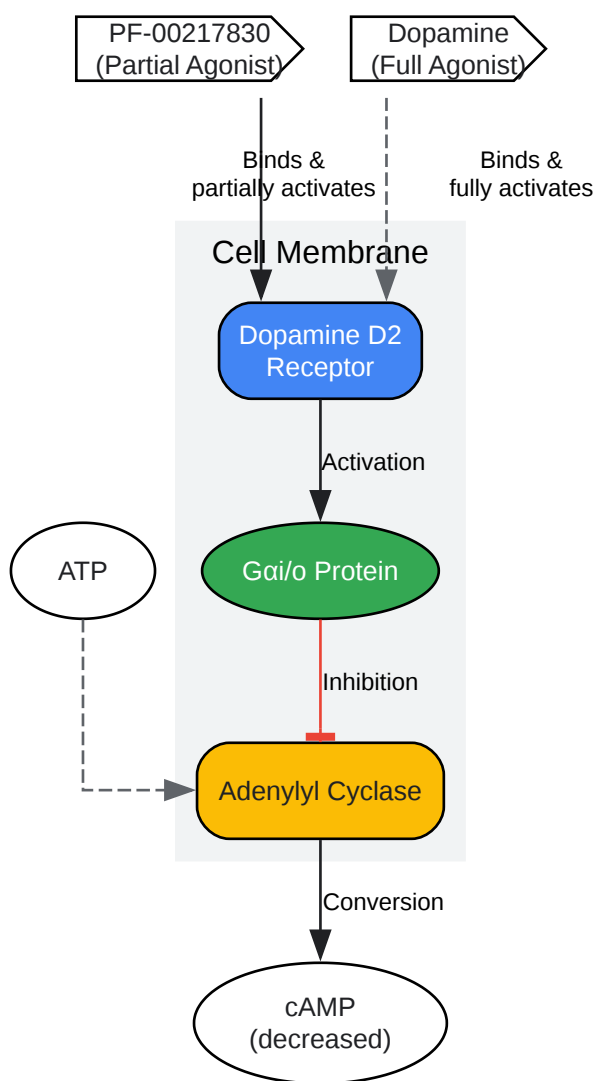 PF-00217830
(Partial Agonist)
Dopamine
(Full Agonist)
Binds &
partially activates
Binds &
fully activates
Cell Membrane
Dopamine D2
Receptor
Activation
ATP
Gαi/o Protein
Inhibition
Adenylyl Cyclase
Conversion
cAMP
(decreased)